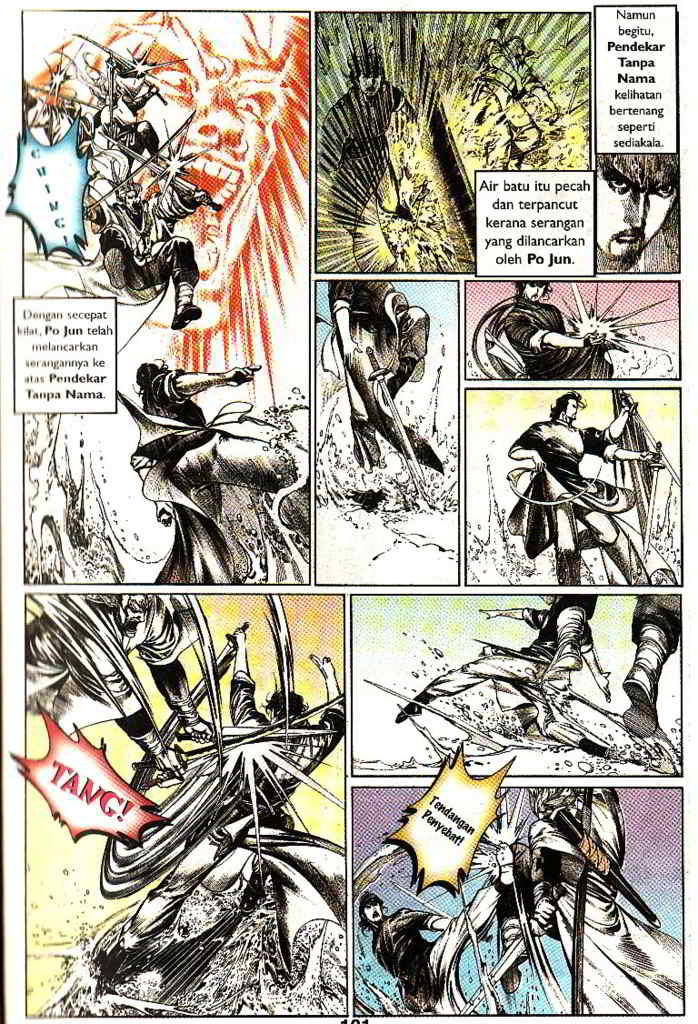 CHING!
Dengan secepat
kilat, Po Jun telah
melancarkan
serangannya ke
atas Pendekar
Tanpa Nama.
Air batu itu pecah
dan terpancut
kerana serangan
yang dilancarkan
oleh Po Jun.
Namun
begitu,
Pendekar
Tanpa
Nama
kelihatan
bertenang
seperti
sediakala.
TANG!
Tendangan
Penyebat!
101